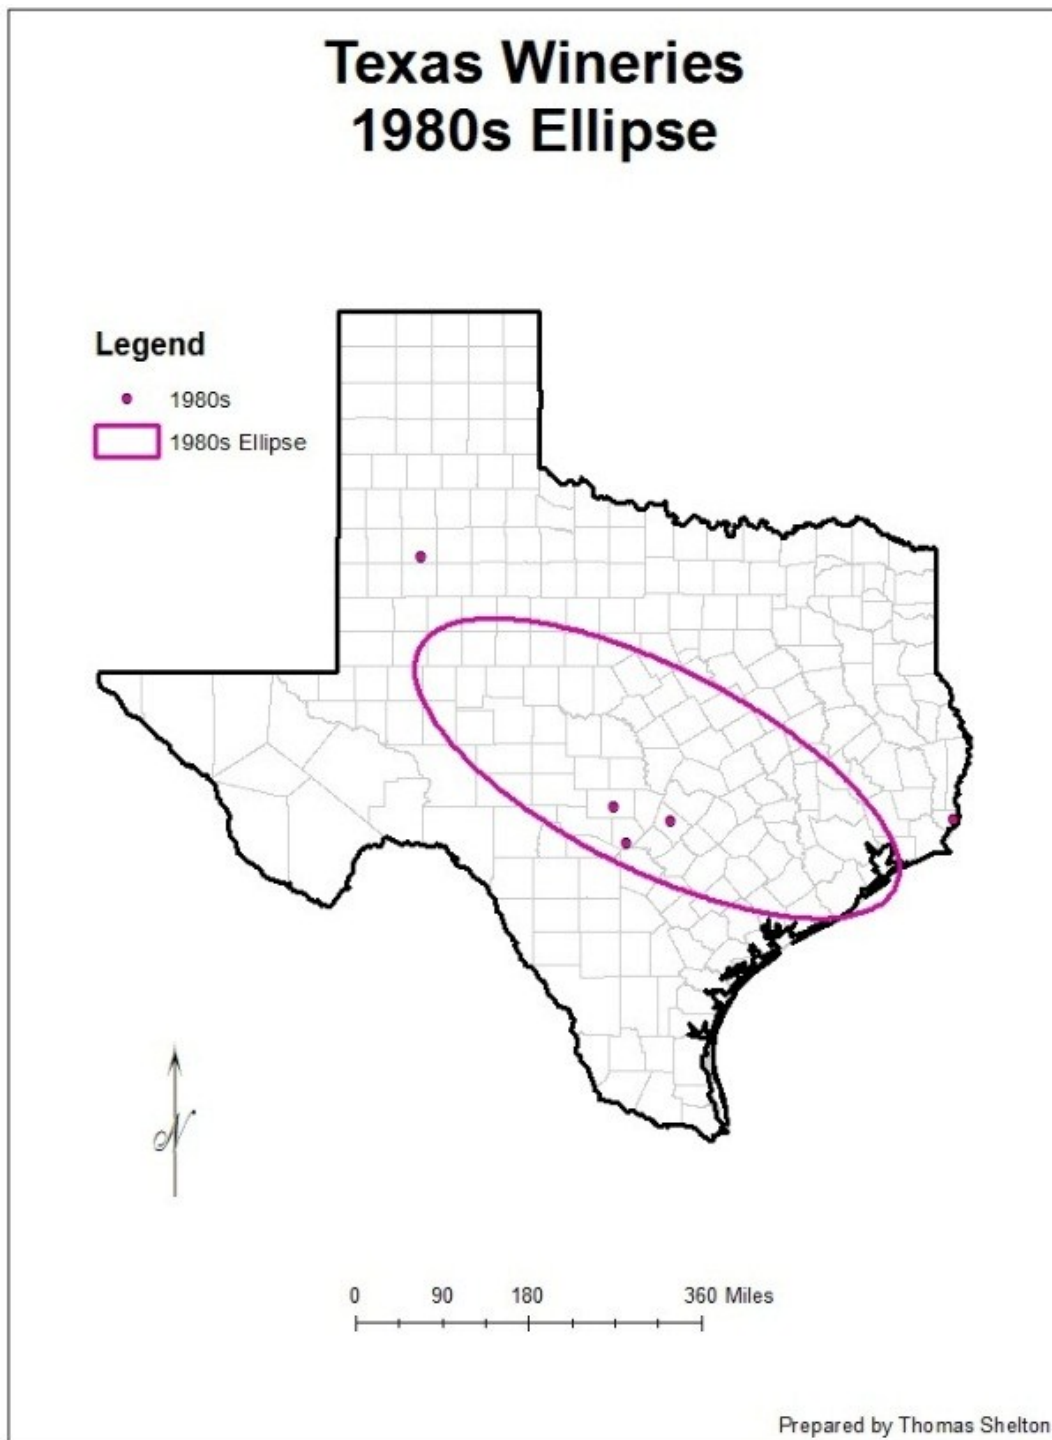 Texas Wineries
1980s Ellipse
Legend
1980s
1980s Ellipse
N
0 90 180 360 Miles
Prepared by Thomas Shelton